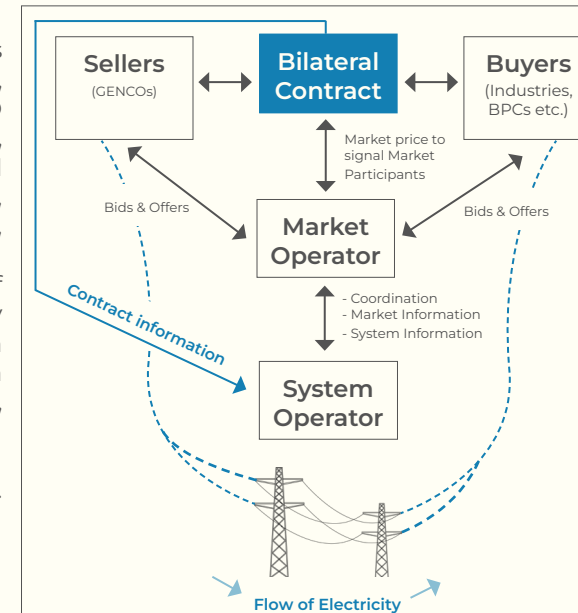 Sellers
(GENCOs)
Bilateral
Contract
Buyers
(Industries,
BPCs etc.)
Market price to
signal Market
Participants
Bids & Offers
Bids & Offers
Market
Operator
- Coordination
- Market Information
- System Information
Contract information
System
Operator
Flow of Electricity